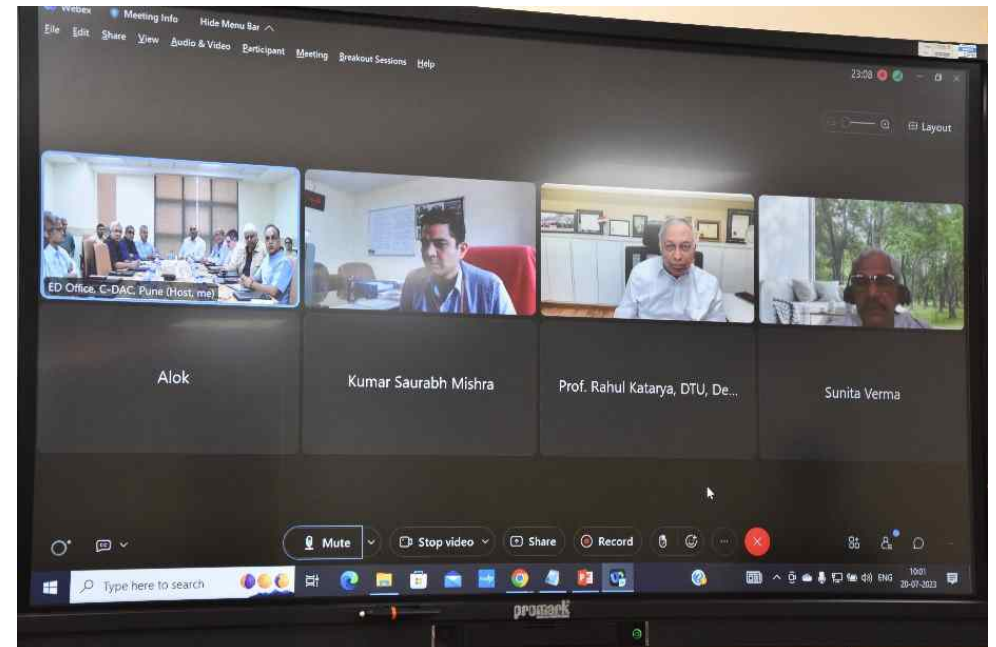 Webex Meeting Info Hide Menu Bar
File Edit Share View Audio & Video Participant Meeting Breakout Sessions Help
23:08
Layout
ED Office, C-DAC, Pune (Host, me)
Alok
Kumar Saurabh Mishra
Prof. Rahul Katarya, DTU, De...
Sunita Verma
Mute
Stop video
Share
Record
Type here to search
ENG
10:01
20-07-2023
promark